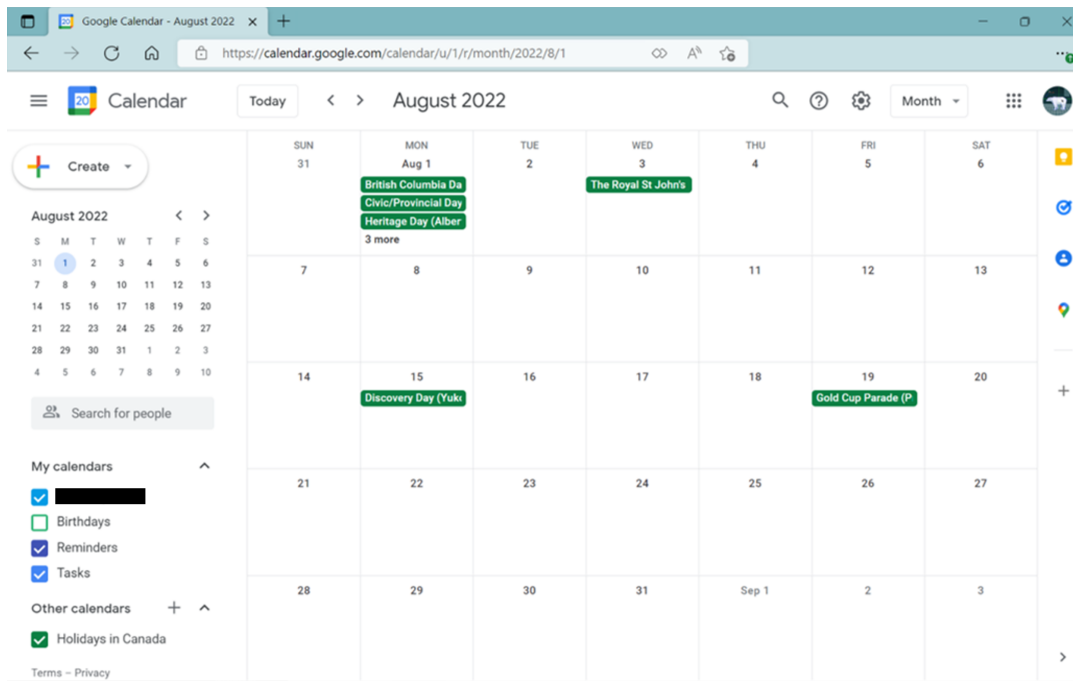 Google Calendar - August 2022
https://calendar.google.com/calendar/u/1/r/month/2022/8/1
20 Calendar
Today
August 2022
Month
Create
August 2022
S M T W T F S
31 1 2 3 4 5 6
7 8 9 10 11 12 13
14 15 16 17 18 19 20
21 22 23 24 25 26 27
28 29 30 31 1 2 3
4 5 6 7 8 9 10
Search for people
My calendars
Birthdays
Reminders
Tasks
Other calendars
Holidays in Canada
Terms – Privacy
SUN MON TUE WED THU FRI SAT
31 Aug 1 2 3 4 5 6
British Columbia Da
The Royal St John's
Civic/Provincial Day
Heritage Day (Alber
3 more
7 8 9 10 11 12 13
14 15 16 17 18 19 20
Discovery Day (Yuk
Gold Cup Parade (P
21 22 23 24 25 26 27
28 29 30 31 Sep 1 2 3